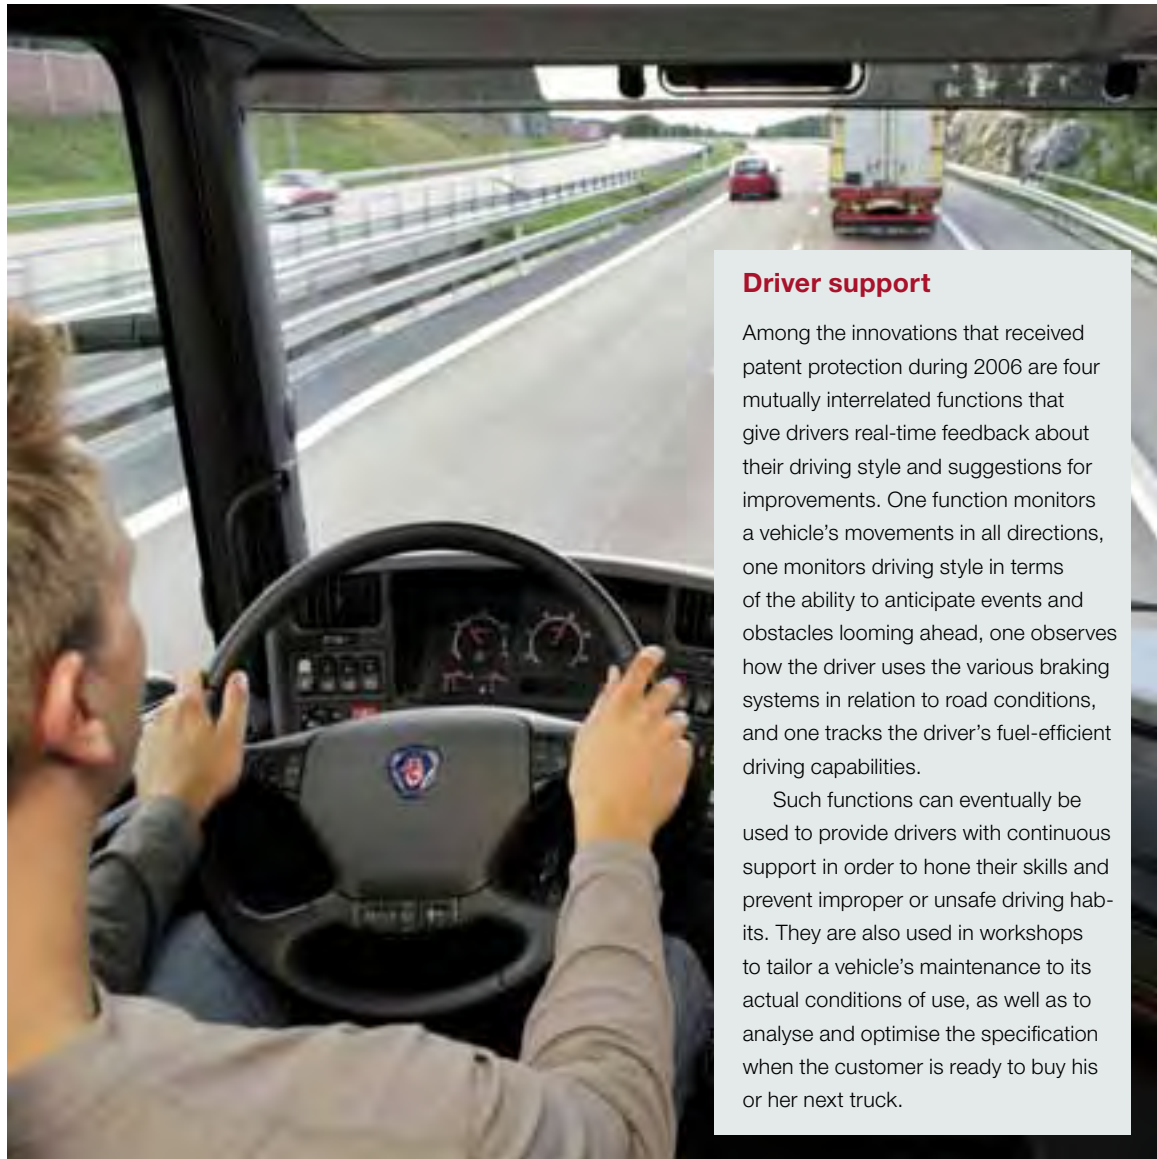 Driver support
Among the innovations that received
patent protection during 2006 are four
mutually interrelated functions that
give drivers real-time feedback about
their driving style and suggestions for
improvements. One function monitors
a vehicle's movements in all directions,
one monitors driving style in terms
of the ability to anticipate events and
obstacles looming ahead, one observes
how the driver uses the various braking
systems in relation to road conditions,
and one tracks the driver's fuel-efficient
driving capabilities.
Such functions can eventually be
used to provide drivers with continuous
support in order to hone their skills and
prevent improper or unsafe driving hab-
its. They are also used in workshops
to tailor a vehicle's maintenance to its
actual conditions of use, as well as to
analyse and optimise the specification
when the customer is ready to buy his
or her next truck.